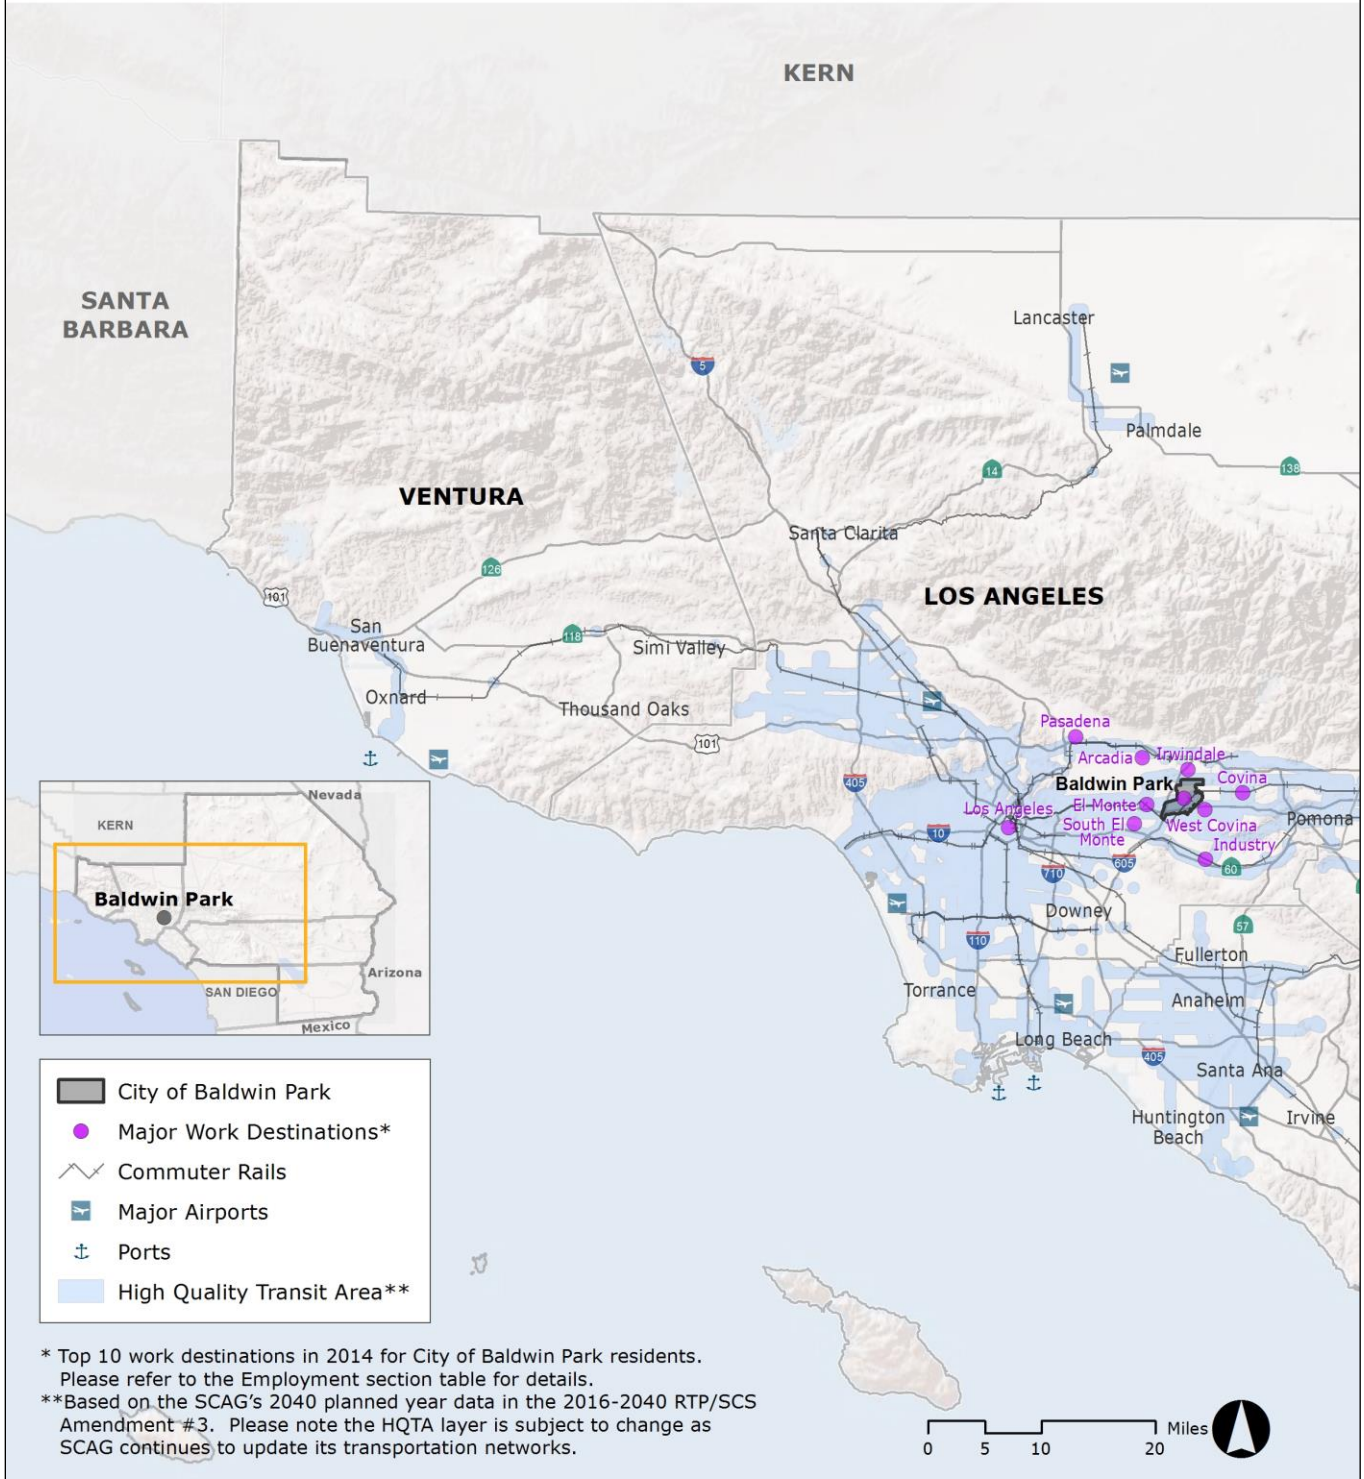 KERN
SANTA
BARBARA
Lancaster
5
Palmdale
14
138
VENTURA
Santa Clarita
126
LOS ANGELES
101
San
Buenaventura
118
Simi Valley
Oxnard
Thousand Oaks
101
Pasadena
Arcadia
Irwindale
405
Baldwin Park
Covina
Los Angeles
El Monte
10
South El
Monte
West Covina
Pomona
Industry
605
60
710
Downey
57
110
Fullerton
Torrance
Anaheim
Long Beach
405
Santa Ana
Huntington
Beach
Irvine
Nevada
KERN
Baldwin Park
Arizona
SAN DIEGO
Mexico
City of Baldwin Park
Major Work Destinations*
Commuter Rails
Major Airports
Ports
High Quality Transit Area**
* Top 10 work destinations in 2014 for City of Baldwin Park residents.
Please refer to the Employment section table for details.
**Based on the SCAG's 2040 planned year data in the 2016-2040 RTP/SCS
Amendment #3. Please note the HQTA layer is subject to change as
SCAG continues to update its transportation networks.
Miles
0 5 10 20